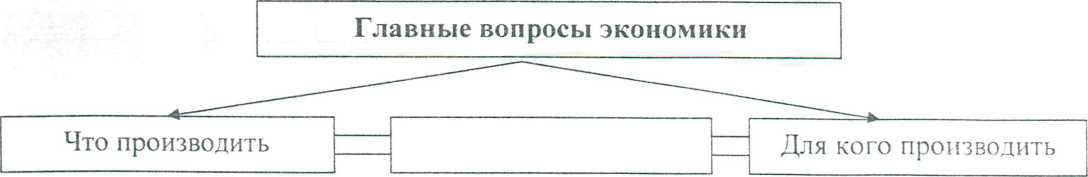 Главные вопросы экономики
Что производить
Для кого производить